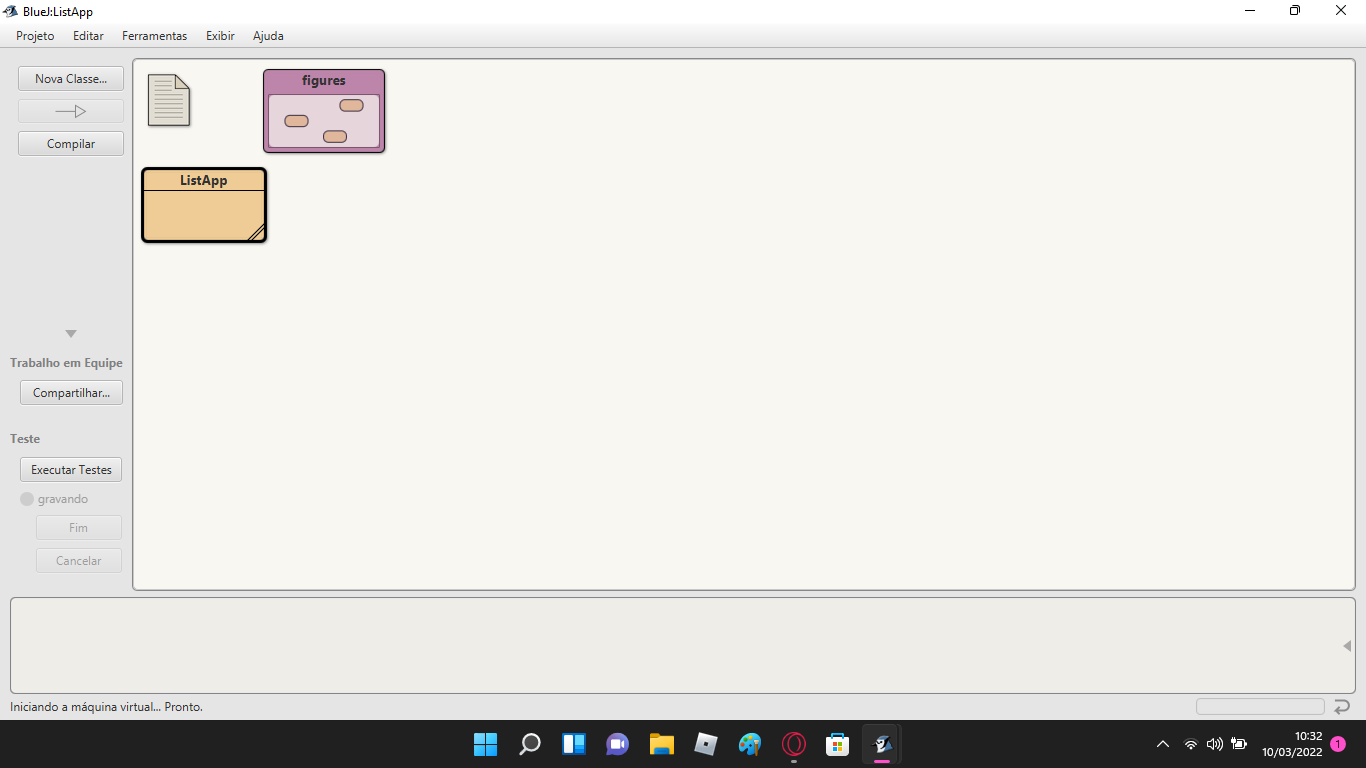 BlueJ:ListApp
Projeto Editar Ferramentas Exibir Ajuda
Nova Classe...
Compilar
figures
ListApp
Trabalho em Equipe
Compartilhar...
Teste
Executar Testes
gravando
Fim
Cancelar
Iniciando a máquina virtual... Pronto.
10:32
10/03/2022
1